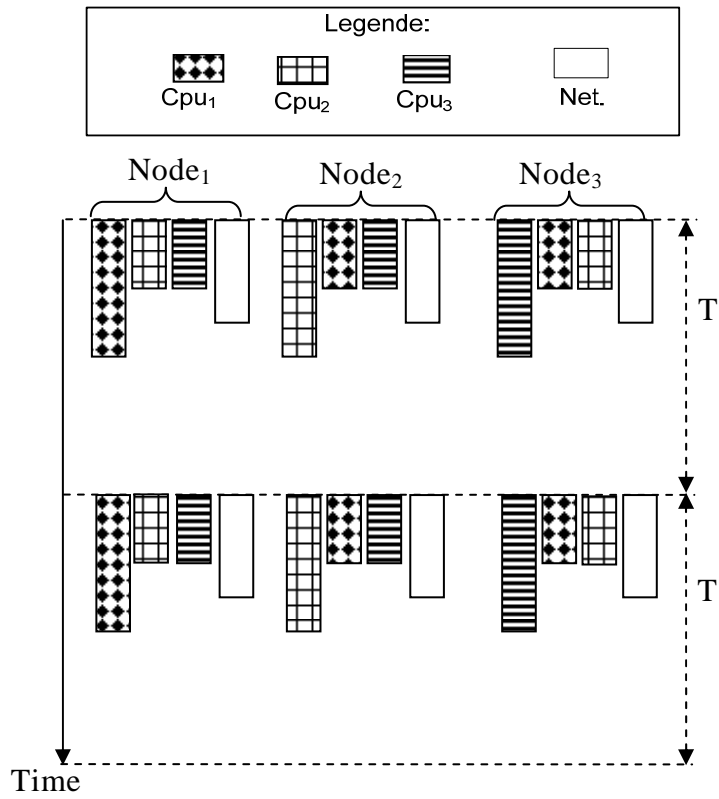 Legende:
Cpu₁ Cpu₂ Cpu₃ Net.
Node₁ Node₂ Node₃
T
T
Time